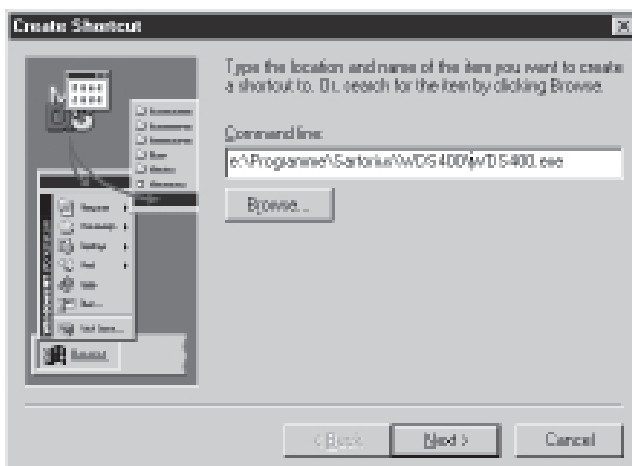 Create Shortcut
Type the location and name of the item you want to create
a shortcut to. Or, search for the item by clicking Browse.
Command line:
e:\Programme\Sartorius\WDS400\WDS400.exe
Browse...
< Back
Next >
Cancel